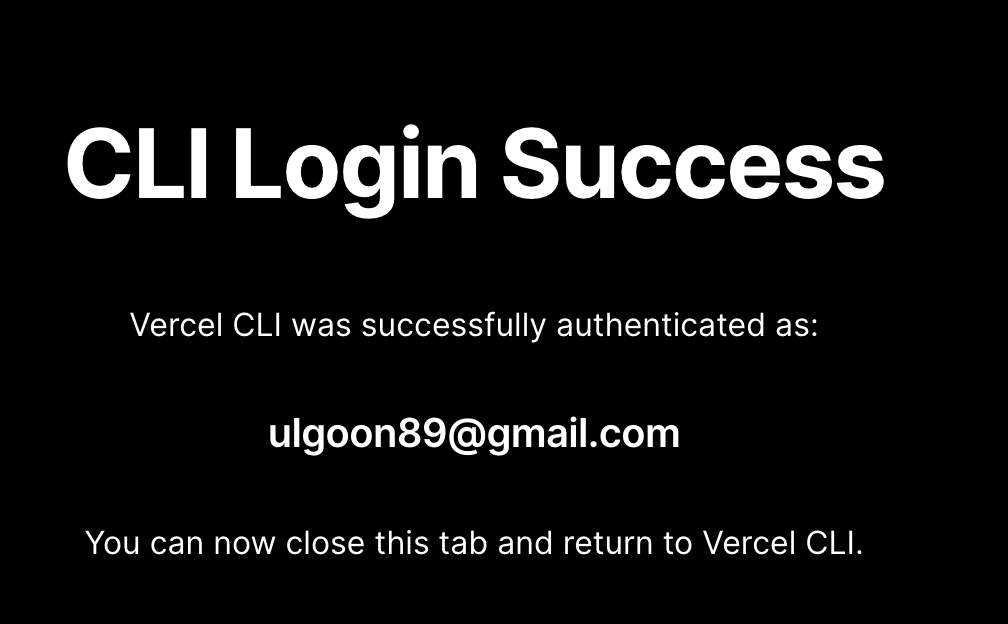 CLI Login Success
Vercel CLI was successfully authenticated as:
ulgoon89@gmail.com
You can now close this tab and return to Vercel CLI.